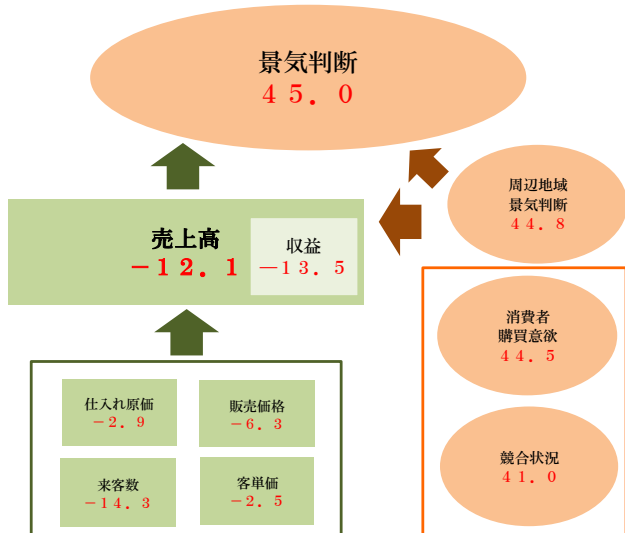 景気判断
４５．０
周辺地域
景気判断
４４．８
売上高
－１２．１
収益
―１３．５
消費者
購買意欲
４４．５
仕入れ原価
－２．９
販売価格
－６．３
来客数
－１４．３
客単価
－２．５
競合状況
４１．０